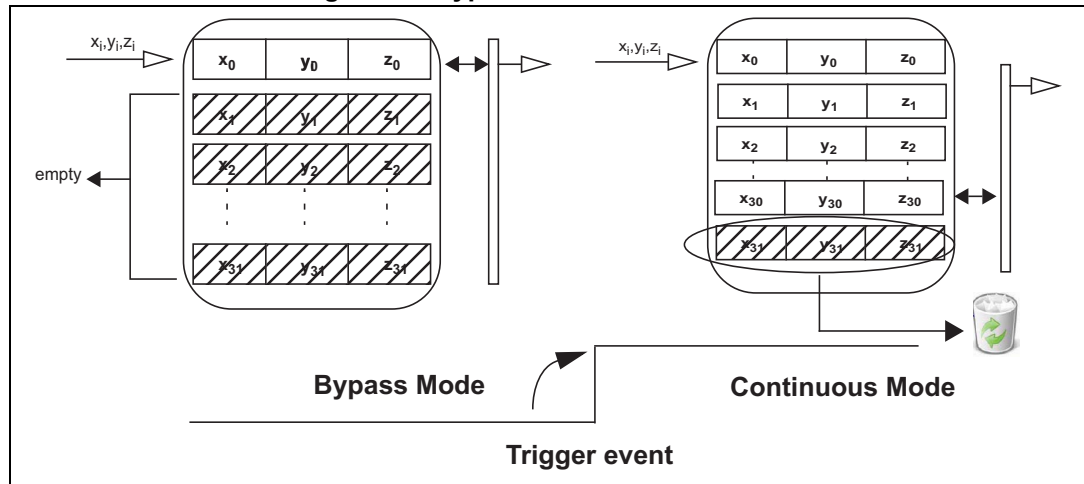 xi,yi,zi
x0 yD z0
x1 y1 z1
x2 y2 z2
x31 y31 z31
empty
Bypass Mode
xi,yi,zi
x0 y0 z0
x1 y1 z1
x2 y2 z2
x30 y30 z30
x31 y31 z31
Continuous Mode
Trigger event